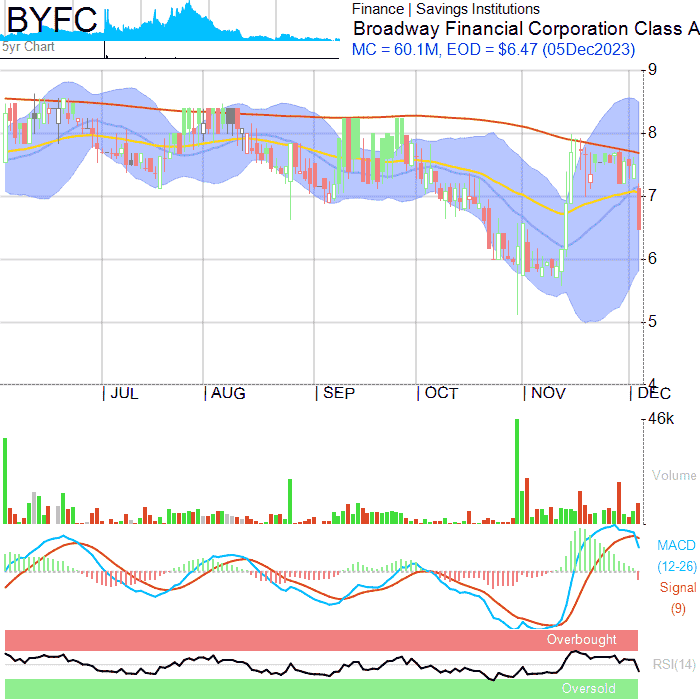 BYFC
5yr Chart
Finance | Savings Institutions
Broadway Financial Corporation Class A
MC = 60.1M, EOD = $6.47 (05Dec2023)
9
8
7
6
5
4
JUL
AUG
SEP
OCT
NOV
DEC
46k
Volume
MACD
(12-26)
Signal
(9)
Overbought
RSI(14)
Oversold